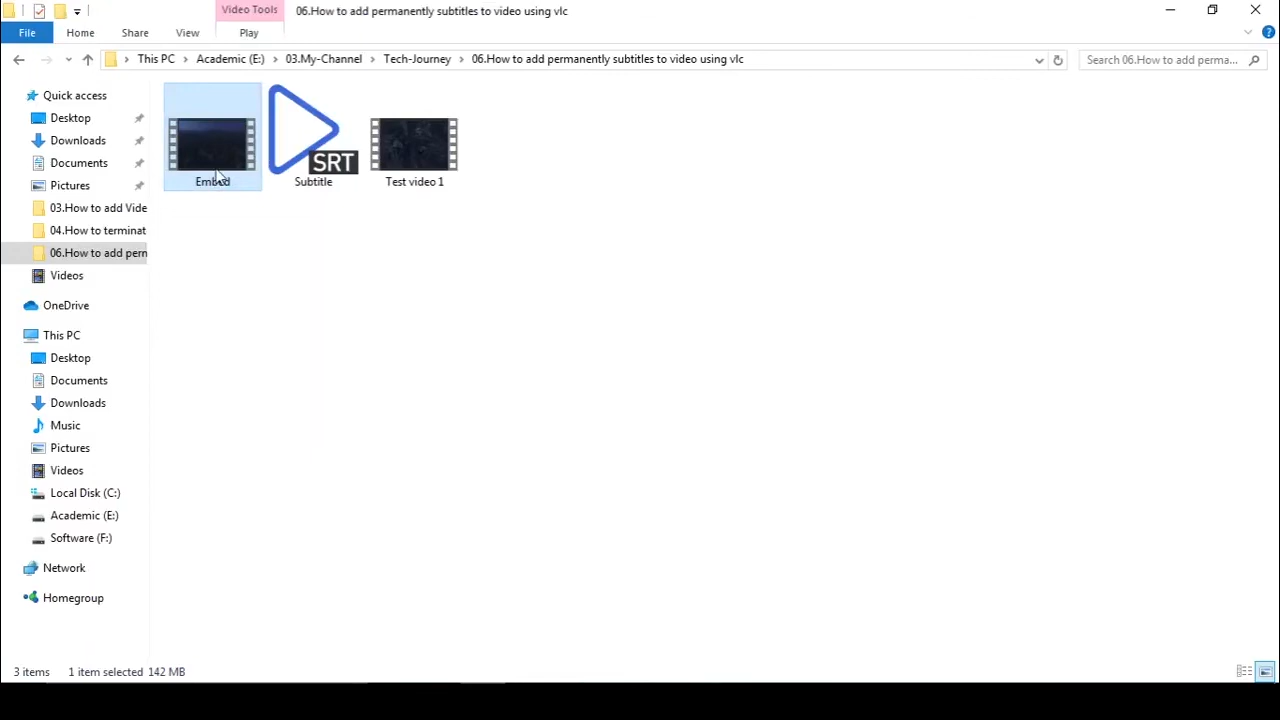 Video Tools
06.How to add permanently subtitles to video using vlc
File
Home
Share
View
Play
This PC
Academic (E:)
03.My-Channel
Tech-Journey
06.How to add permanently subtitles to video using vlc
Search 06.How to add perma...
Quick access
Desktop
Downloads
Documents
Pictures
03.How to add Vide
04.How to terminat
06.How to add pern
Videos
OneDrive
This PC
Desktop
Documents
Downloads
Music
Pictures
Videos
Local Disk (C:)
Academic (E:)
Software (F:)
Network
Homegroup
SRT
Embed
Subtitle
Test video 1
3 items
1 item selected 142 MB